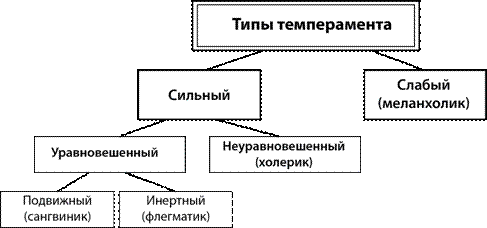 Типы темперамента
Сильный
Слабый
(меланхолик)
Уравновешенный
Неуравновешенный
(холерик)
Подвижный
(сангвиник)
Инертный
(флегматик)